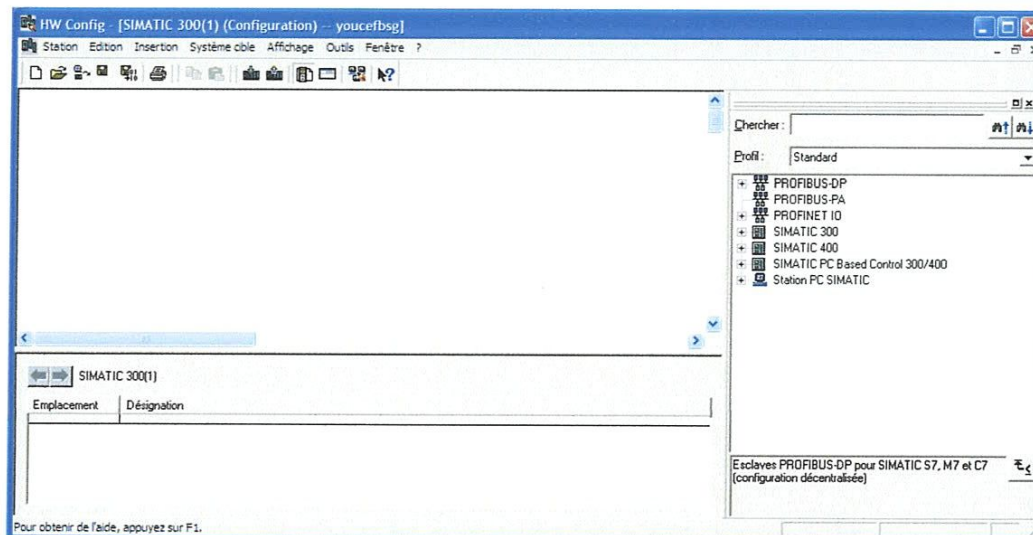 HW Config - [SIMATIC 300(1) (Configuration) -- youcefbsg]
Station Edition Insertion Système cible Affichage Outils Fenêtre ?
Chercher :
Profil : Standard
PROFIBUS-DP
PROFIBUS-PA
PROFINET IO
SIMATIC 300
SIMATIC 400
SIMATIC PC Based Control 300/400
Station PC SIMATIC
SIMATIC 300(1)
Emplacement Désignation
Esclaves PROFIBUS-DP pour SIMATIC S7, M7 et C7
(configuration décentralisée)
Pour obtenir de l'aide, appuyez sur F1.